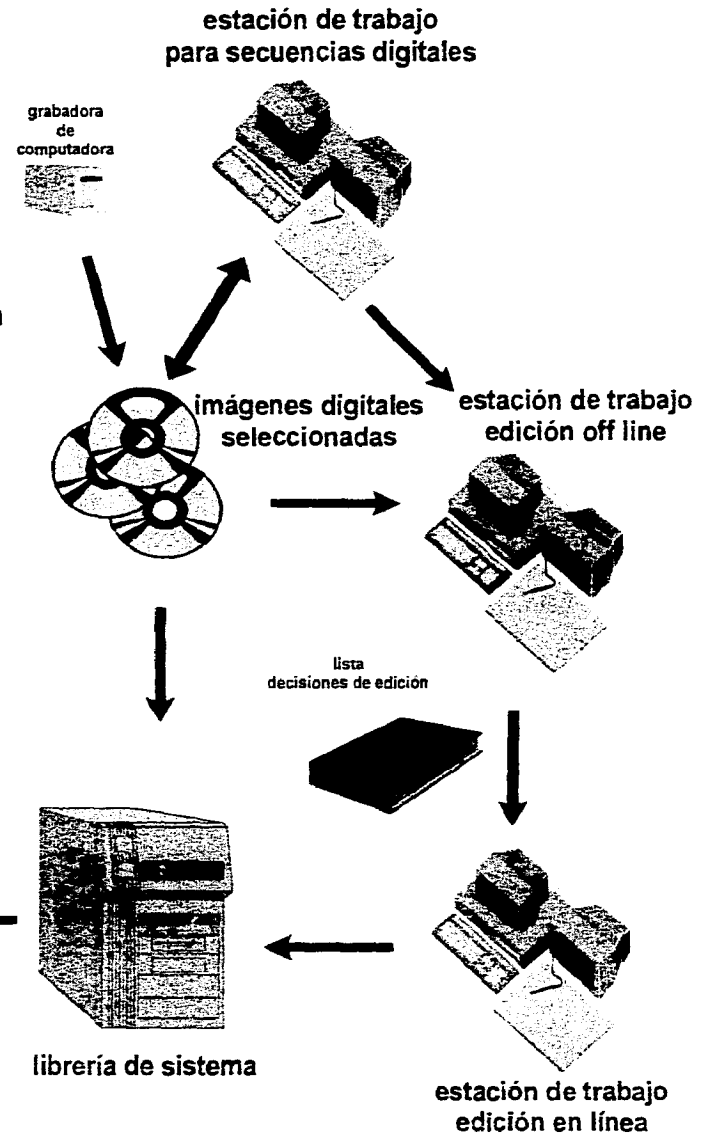 estación de trabajo
para secuencias digitales
grabadora
de
computadora
imágenes digitales
seleccionadas
estación de trabajo
edición off line
lista
decisiones de edición
librería de sistema
estación de trabajo
edición en línea